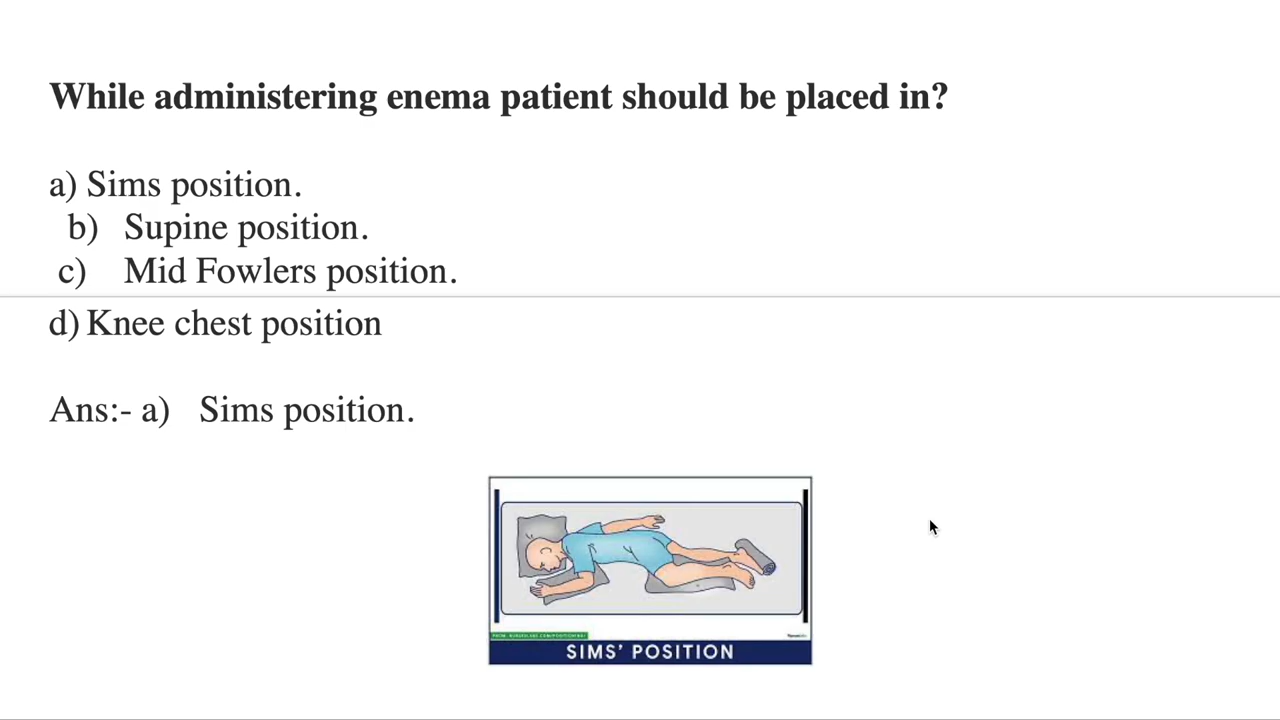 While administering enema patient should be placed in?
a) Sims position.
b) Supine position.
c) Mid Fowlers position.
d) Knee chest position
Ans:- a) Sims position.
SIMS’ POSITION